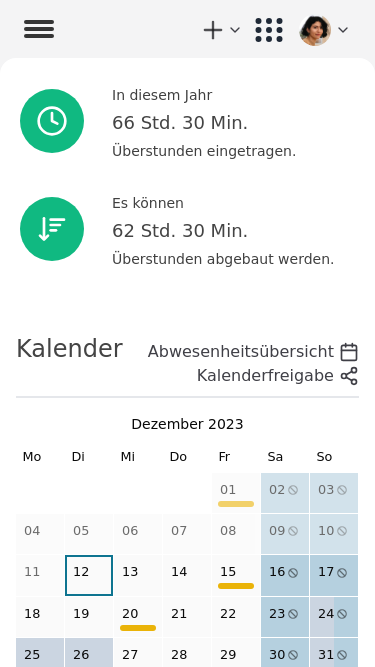 In diesem Jahr
66 Std. 30 Min.
Überstunden eingetragen.
Es können
62 Std. 30 Min.
Überstunden abgebaut werden.
Kalender
Abwesenheitsübersicht
Kalenderfreigabe
Dezember 2023
Mo Di Mi Do Fr Sa So
01 02 03
04 05 06 07 08 09 10
11 12 13 14 15 16 17
18 19 20 21 22 23 24
25 26 27 28 29 30 31